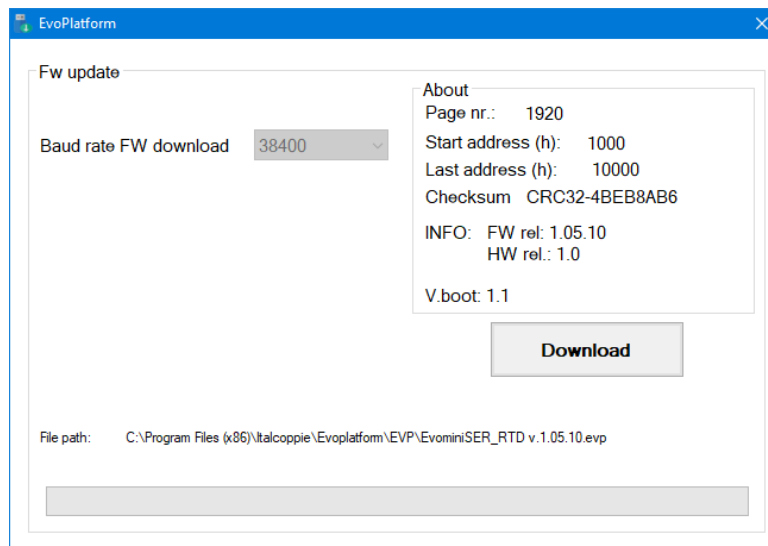 EvoPlatform
Fw update
Baud rate FW download 38400
About
Page nr.: 1920
Start address (h): 1000
Last address (h): 10000
Checksum CRC32-4BEB8AB6
INFO: FW rel: 1.05.10
HW rel.: 1.0
V.boot: 1.1
Download
File path: C:\Program Files (x86)\Italcoppie\Evoplatform\EVP\EvominiSER_RTD v.1.05.10.evp